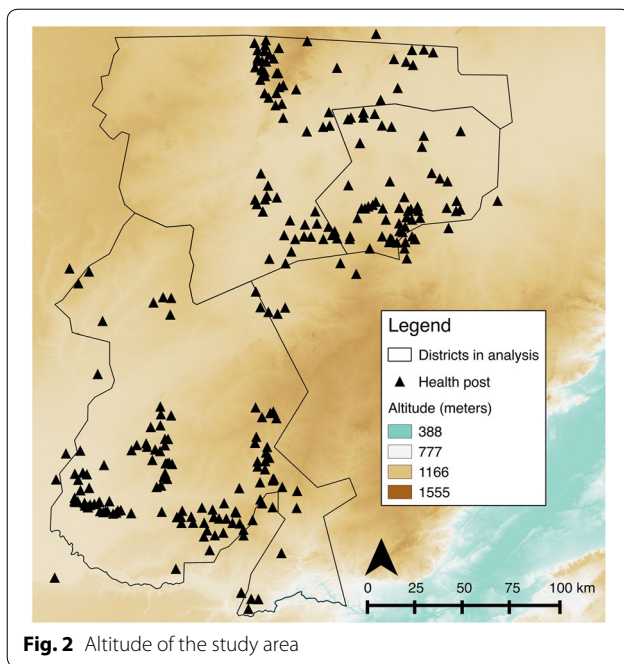 Legend
Districts in analysis
Health post
Altitude (meters)
388
777
1166
1555
0 25 50 75 100 km
Fig. 2 Altitude of the study area